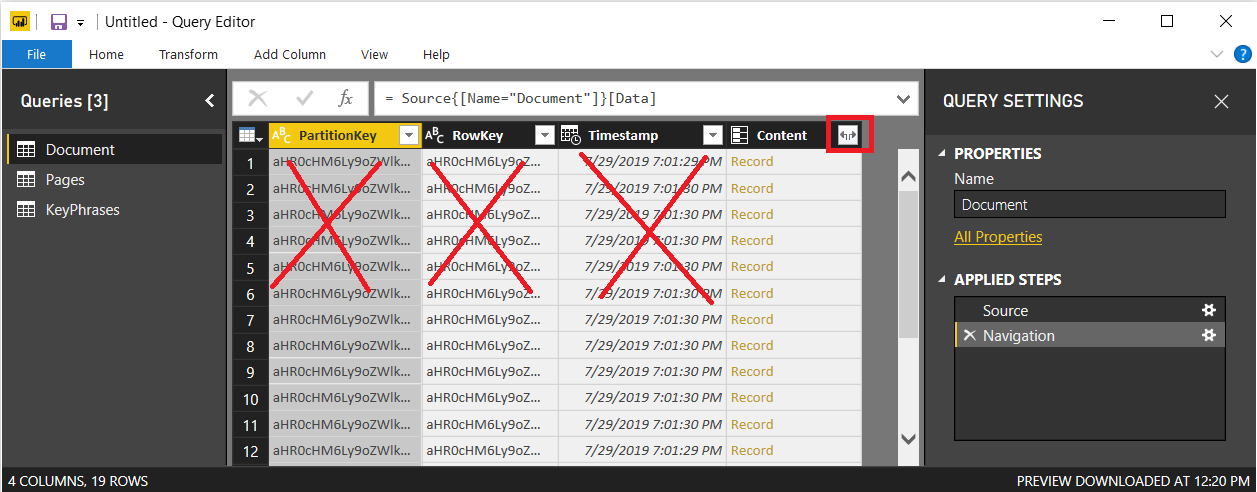 Untitled - Query Editor
File Home Transform Add Column View Help
?
Queries [3]
Document
Pages
KeyPhrases
fx = Source{[Name="Document"]}[Data]
ABC PartitionKey ABC RowKey Timestamp Content
1 aHR0cHM6Ly9oZWlk... aHR0cHM6Ly9oZ... 7/29/2019 7:01:29 PM Record
2 aHR0cHM6Ly9oZWlk... aHR0cHM6Ly9oZ... 7/29/2019 7:01:30 PM Record
3 aHR0cHM6Ly9oZWlk... aHR0cHM6Ly9oZ... 7/29/2019 7:01:30 PM Record
4 aHR0cHM6Ly9oZWlk... aHR0cHM6Ly9oZ... 7/29/2019 7:01:30 PM Record
5 aHR0cHM6Ly9oZWlk... aHR0cHM6Ly9oZ... 7/29/2019 7:01:30 PM Record
6 aHR0cHM6Ly9oZWlk... aHR0cHM6Ly9oZ... 7/29/2019 7:01:30 PM Record
7 aHR0cHM6Ly9oZWlk... aHR0cHM6Ly9oZ... 7/29/2019 7:01:30 PM Record
8 aHR0cHM6Ly9oZWlk... aHR0cHM6Ly9oZ... 7/29/2019 7:01:30 PM Record
9 aHR0cHM6Ly9oZWlk... aHR0cHM6Ly9oZ... 7/29/2019 7:01:30 PM Record
10 aHR0cHM6Ly9oZWlk... aHR0cHM6Ly9oZ... 7/29/2019 7:01:30 PM Record
11 aHR0cHM6Ly9oZWlk... aHR0cHM6Ly9oZ... 7/29/2019 7:01:30 PM Record
12 aHR0cHM6Ly9oZWlk... aHR0cHM6Ly9oZ... 7/29/2019 7:01:29 PM Record
QUERY SETTINGS
PROPERTIES
Name
Document
All Properties
APPLIED STEPS
Source
Navigation
4 COLUMNS, 19 ROWS
PREVIEW DOWNLOADED AT 12:20 PM